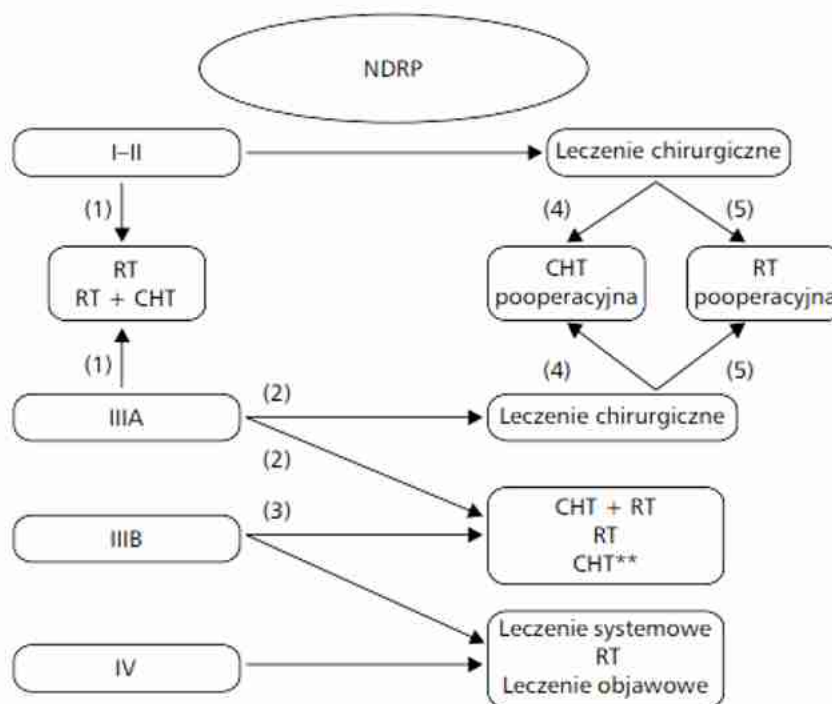 NDRP
I–II
Leczenie chirurgiczne
(1)
(4)
(5)
RT
RT + CHT
CHT
pooperacyjna
RT
pooperacyjna
(1)
(4)
(5)
IIIA
(2)
Leczenie chirurgiczne
(2)
IIIB
(3)
CHT + RT
RT
CHT**
IV
Leczenie systemowe
RT
Leczenie objawowe